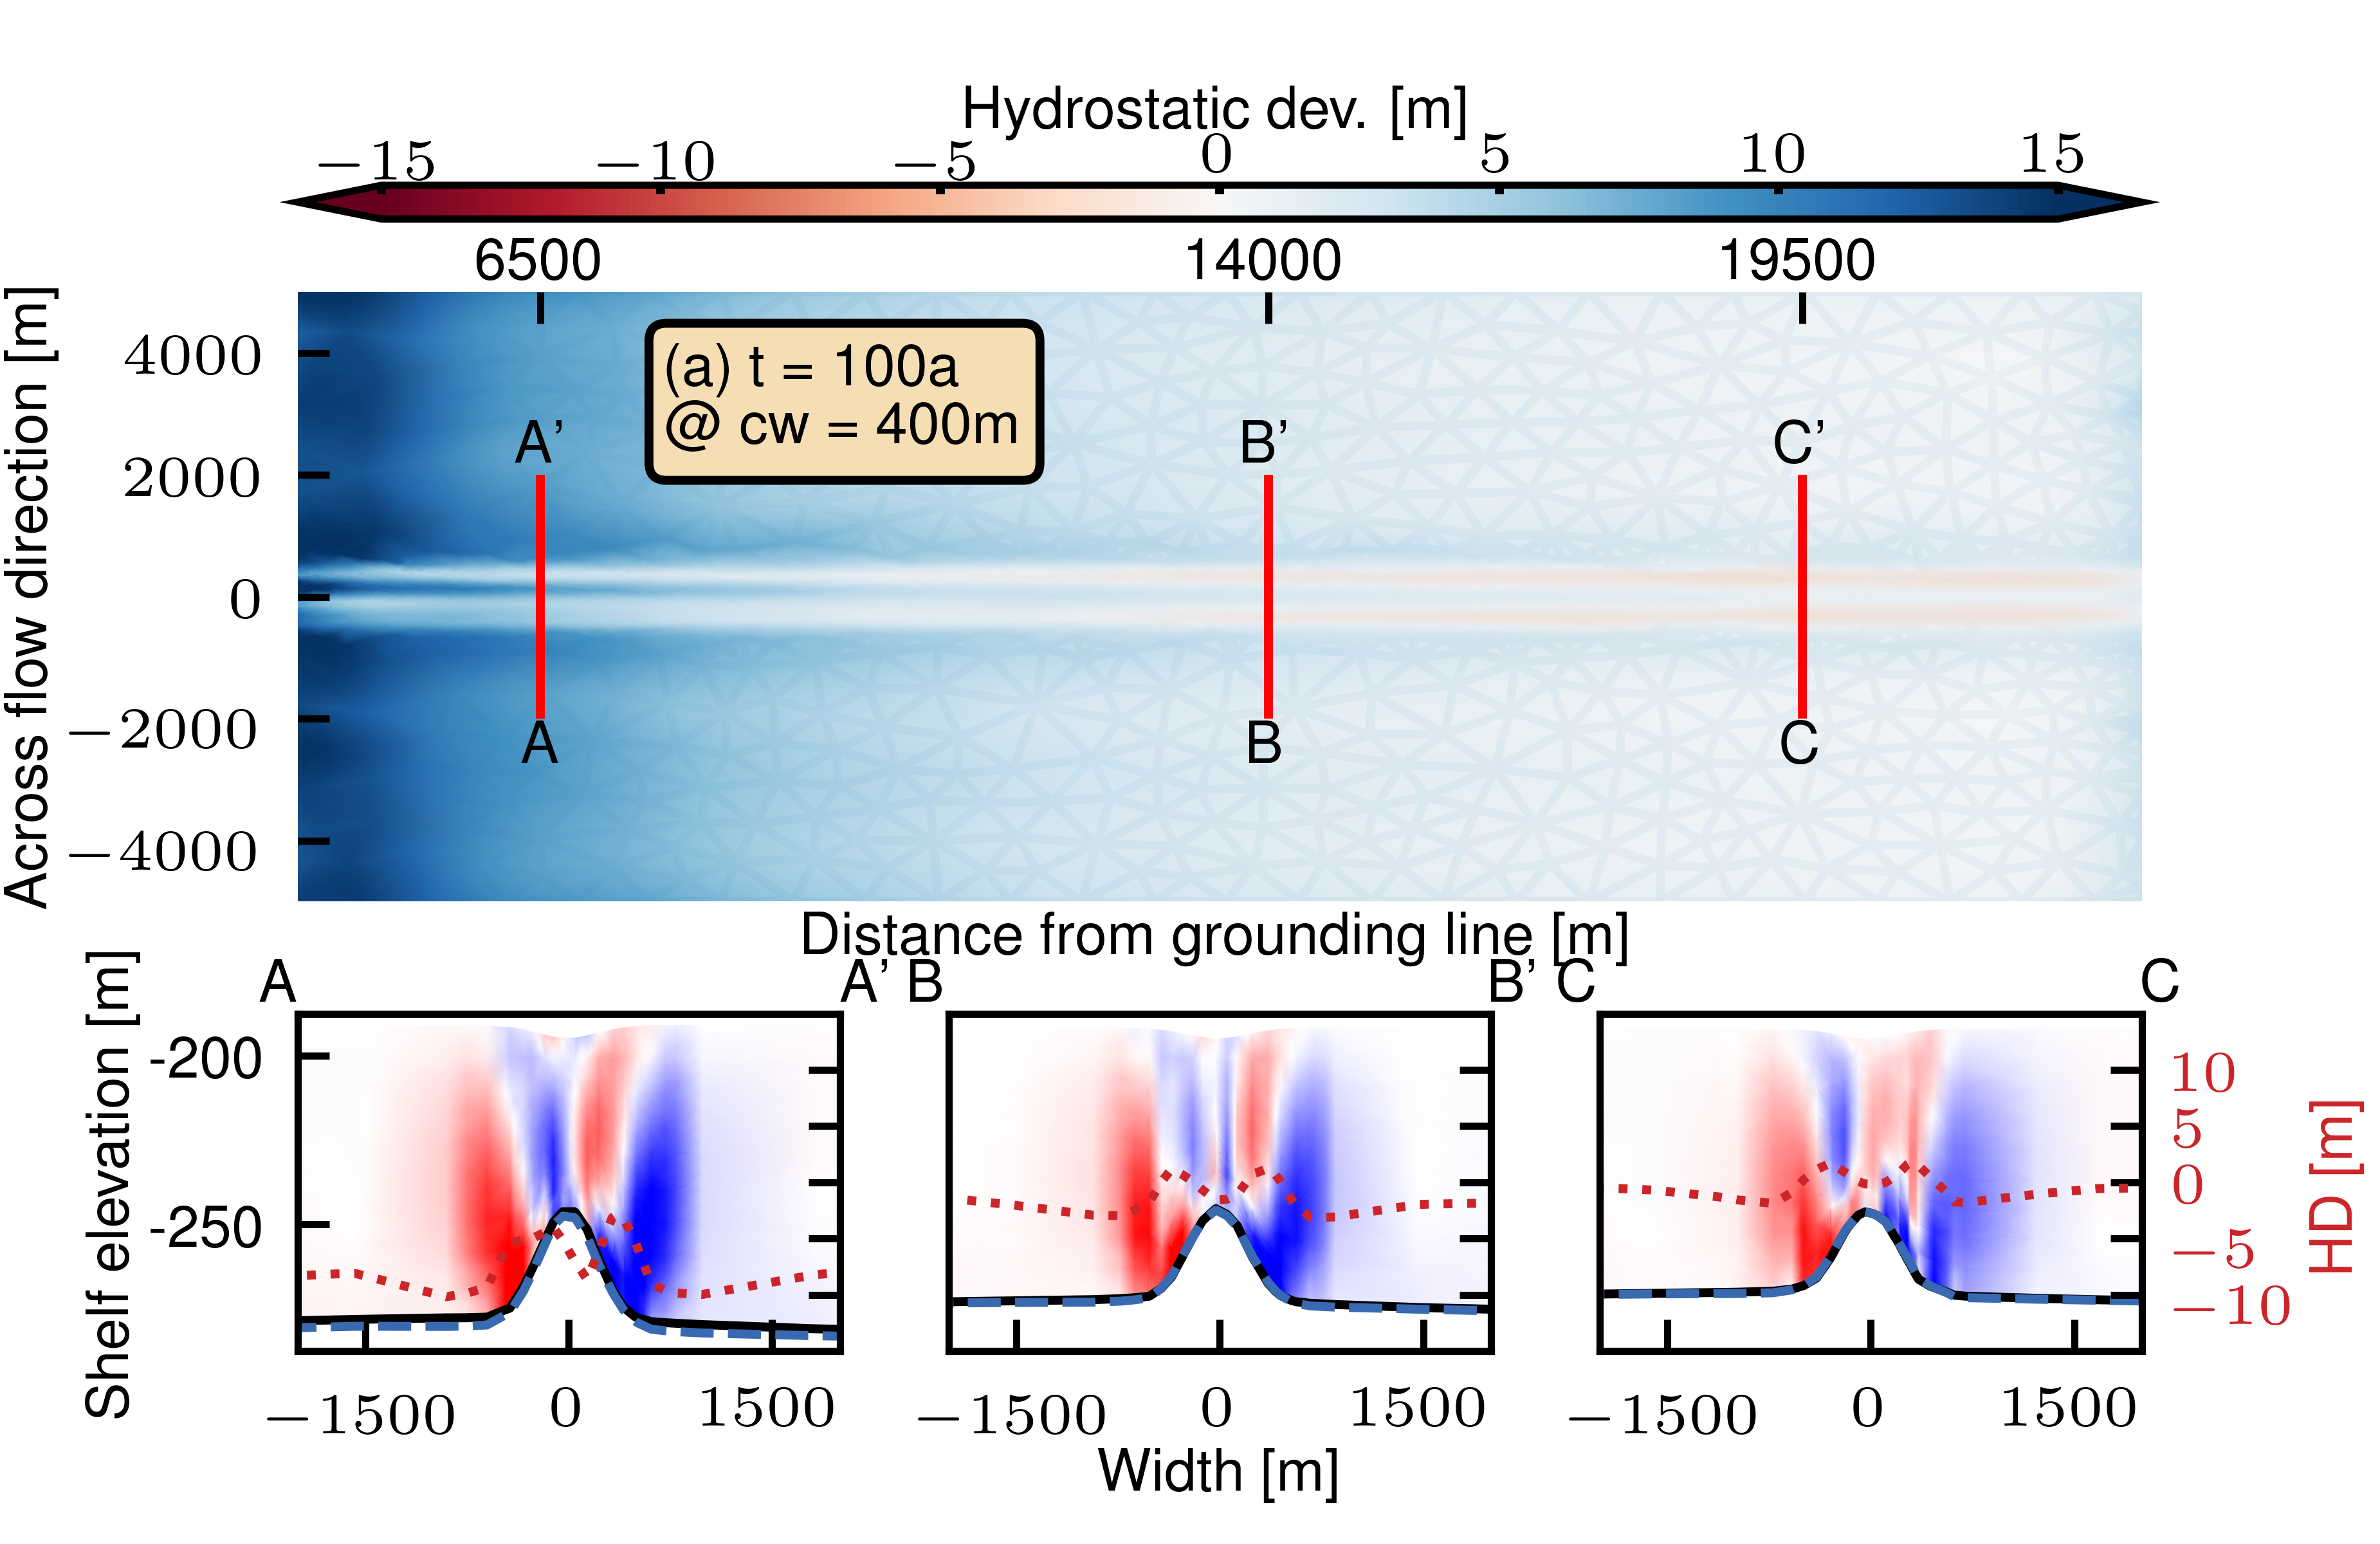 Hydrostatic dev. [m]
−15 −10 −5 0 5 10 15
6500 14000 19500
Across flow direction [m]
4000
2000
0
−2000
−4000
(a) t = 100a
@ cw = 400m
A’ B’ C’
A B C
Distance from grounding line [m]
A A’ B B’ C C
Shelf elevation [m]
-200
-250
10
5
0
−5
−10
HD [m]
−1500 0 1500 −1500 0 1500 −1500 0 1500
Width [m]